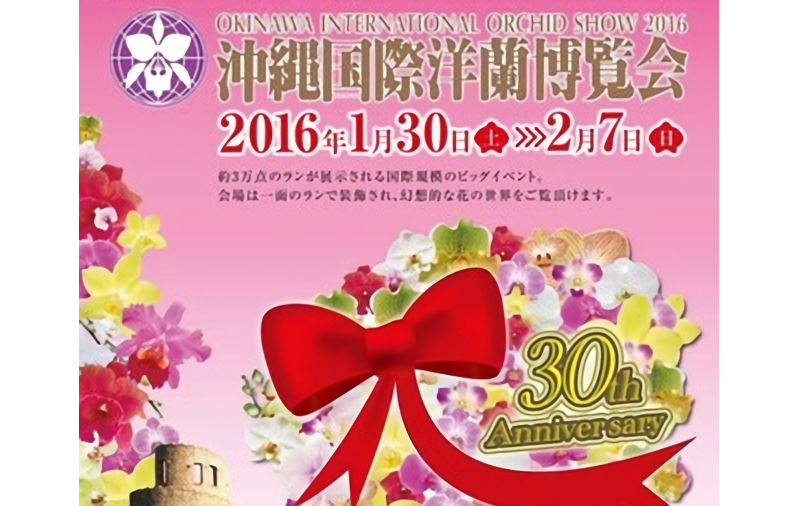 OKINAWA INTERNATIONAL ORCHID SHOW 2016
沖縄国際洋蘭博覧会
2016年1月30日土>>>2月7日日
約3万点のランが展示される国際規模のビッグイベント。
会場は一面のランで装飾され、幻想的な花の世界をご覧頂けます。
30th
Anniversary